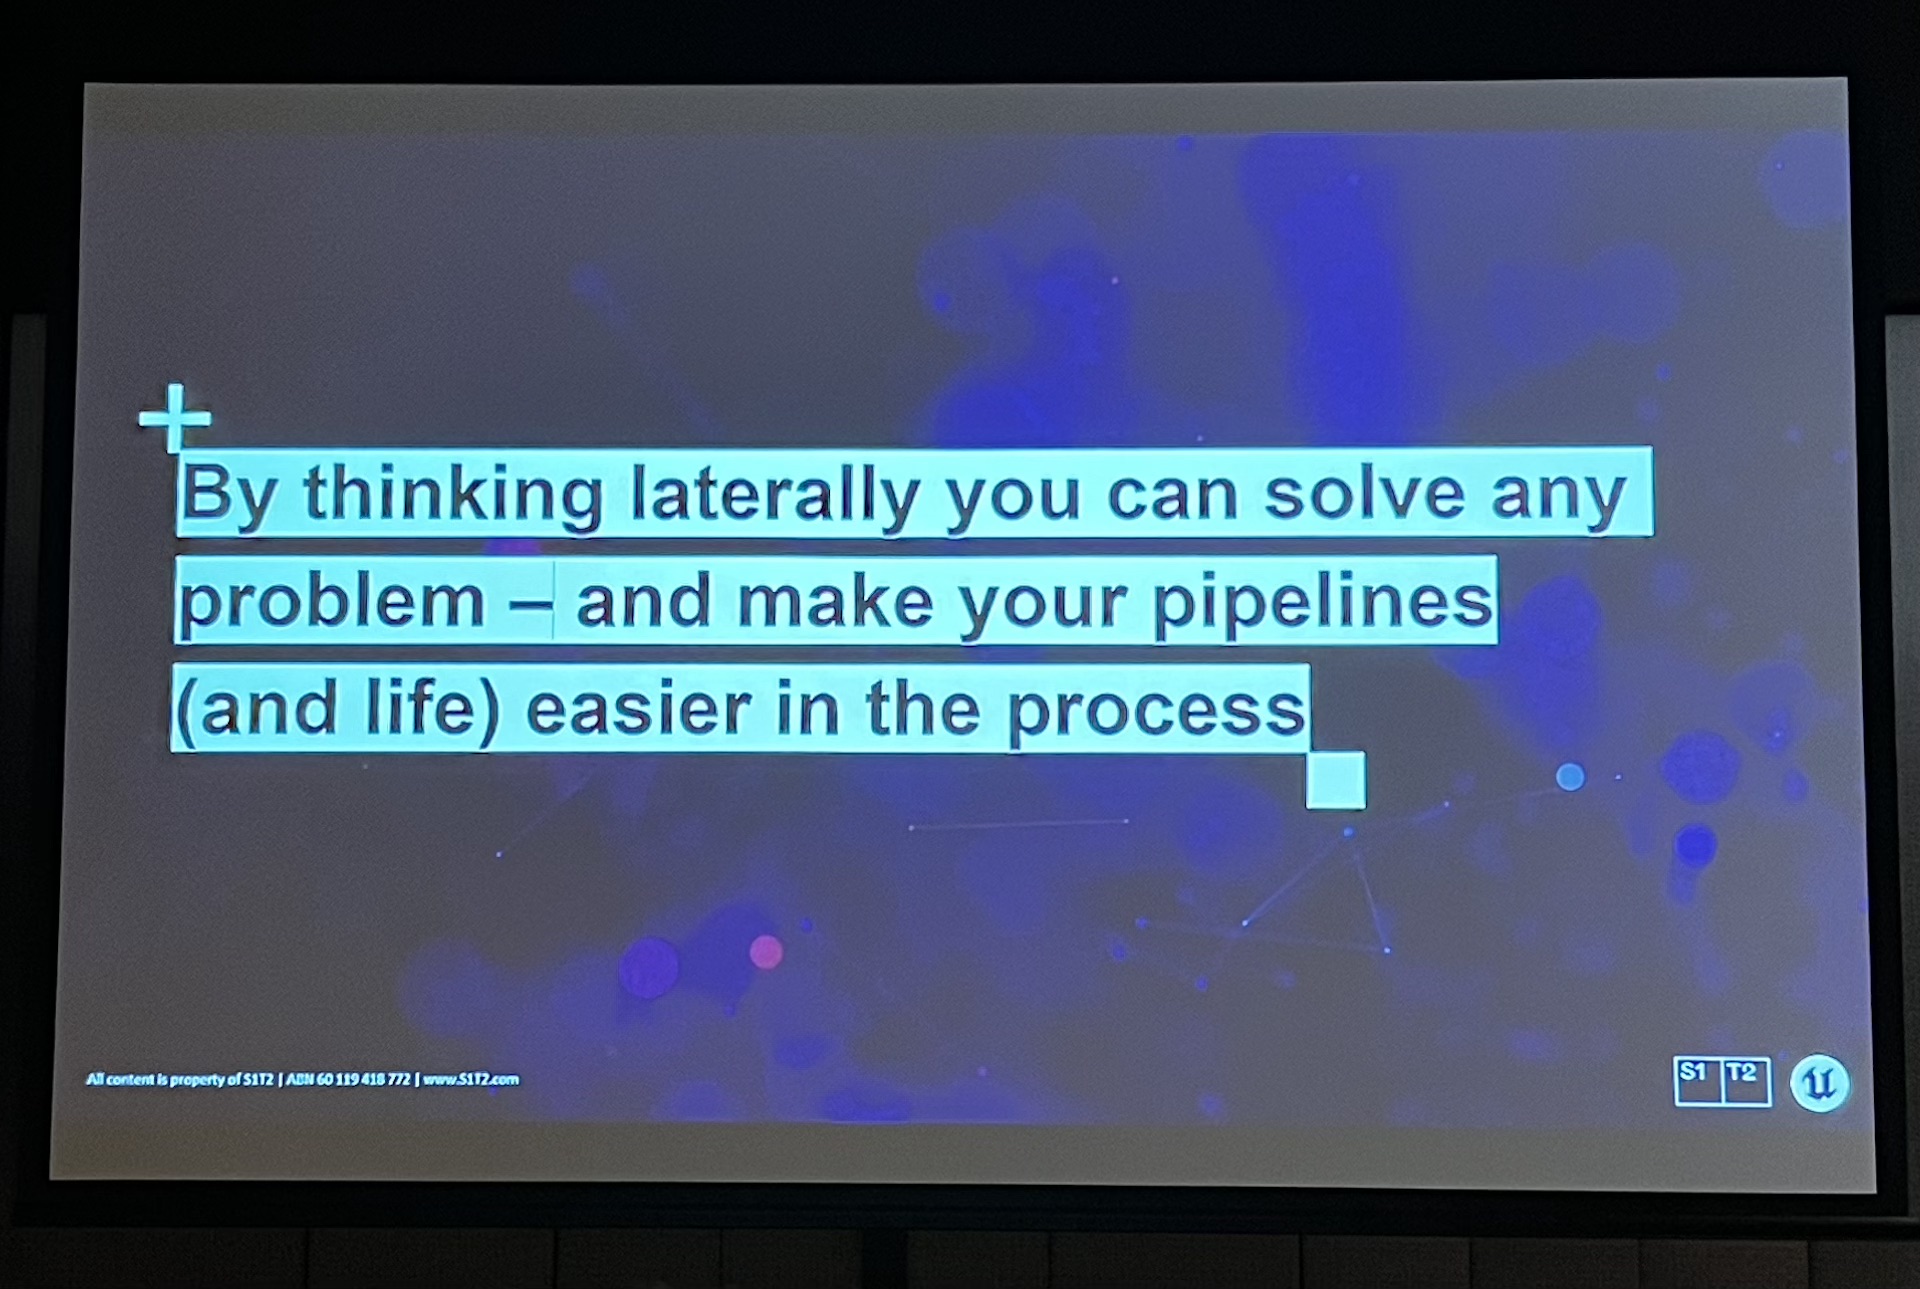 By thinking laterally you can solve any
problem – and make your pipelines
(and life) easier in the process
All content is property of S1T2 | ABN 60 119 418 772 | www.S1T2.com
S1 T2
U